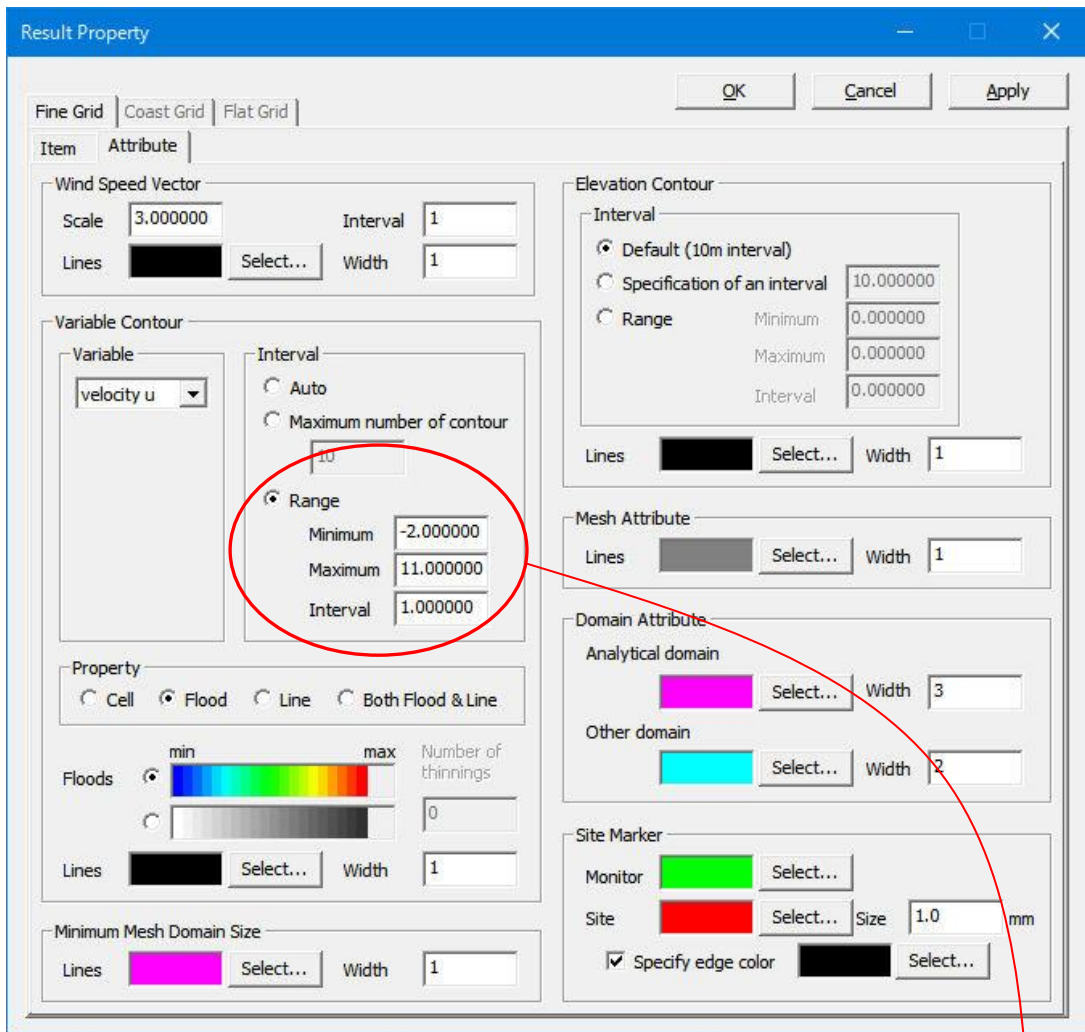 Result Property
OK Cancel Apply
Fine Grid Coast Grid Flat Grid
Item Attribute
Wind Speed Vector
Scale 3.000000 Interval 1
Lines Select... Width 1
Variable Contour
Variable
velocity u
Interval
Auto
Maximum number of contour
10
Range
Minimum -2.000000
Maximum 11.000000
Interval 1.000000
Property
Cell Flood Line Both Flood & Line
min max Number of
thinnings
Floods
0
Lines Select... Width 1
Minimum Mesh Domain Size
Lines Select... Width 1
Elevation Contour
Interval
Default (10m interval)
Specification of an interval 10.000000
Range Minimum 0.000000
Maximum 0.000000
Interval 0.000000
Lines Select... Width 1
Mesh Attribute
Lines Select... Width 1
Domain Attribute
Analytical domain
Select... Width 3
Other domain
Select... Width 2
Site Marker
Monitor Select...
Site Select... Size 1.0 mm
Specify edge color Select...